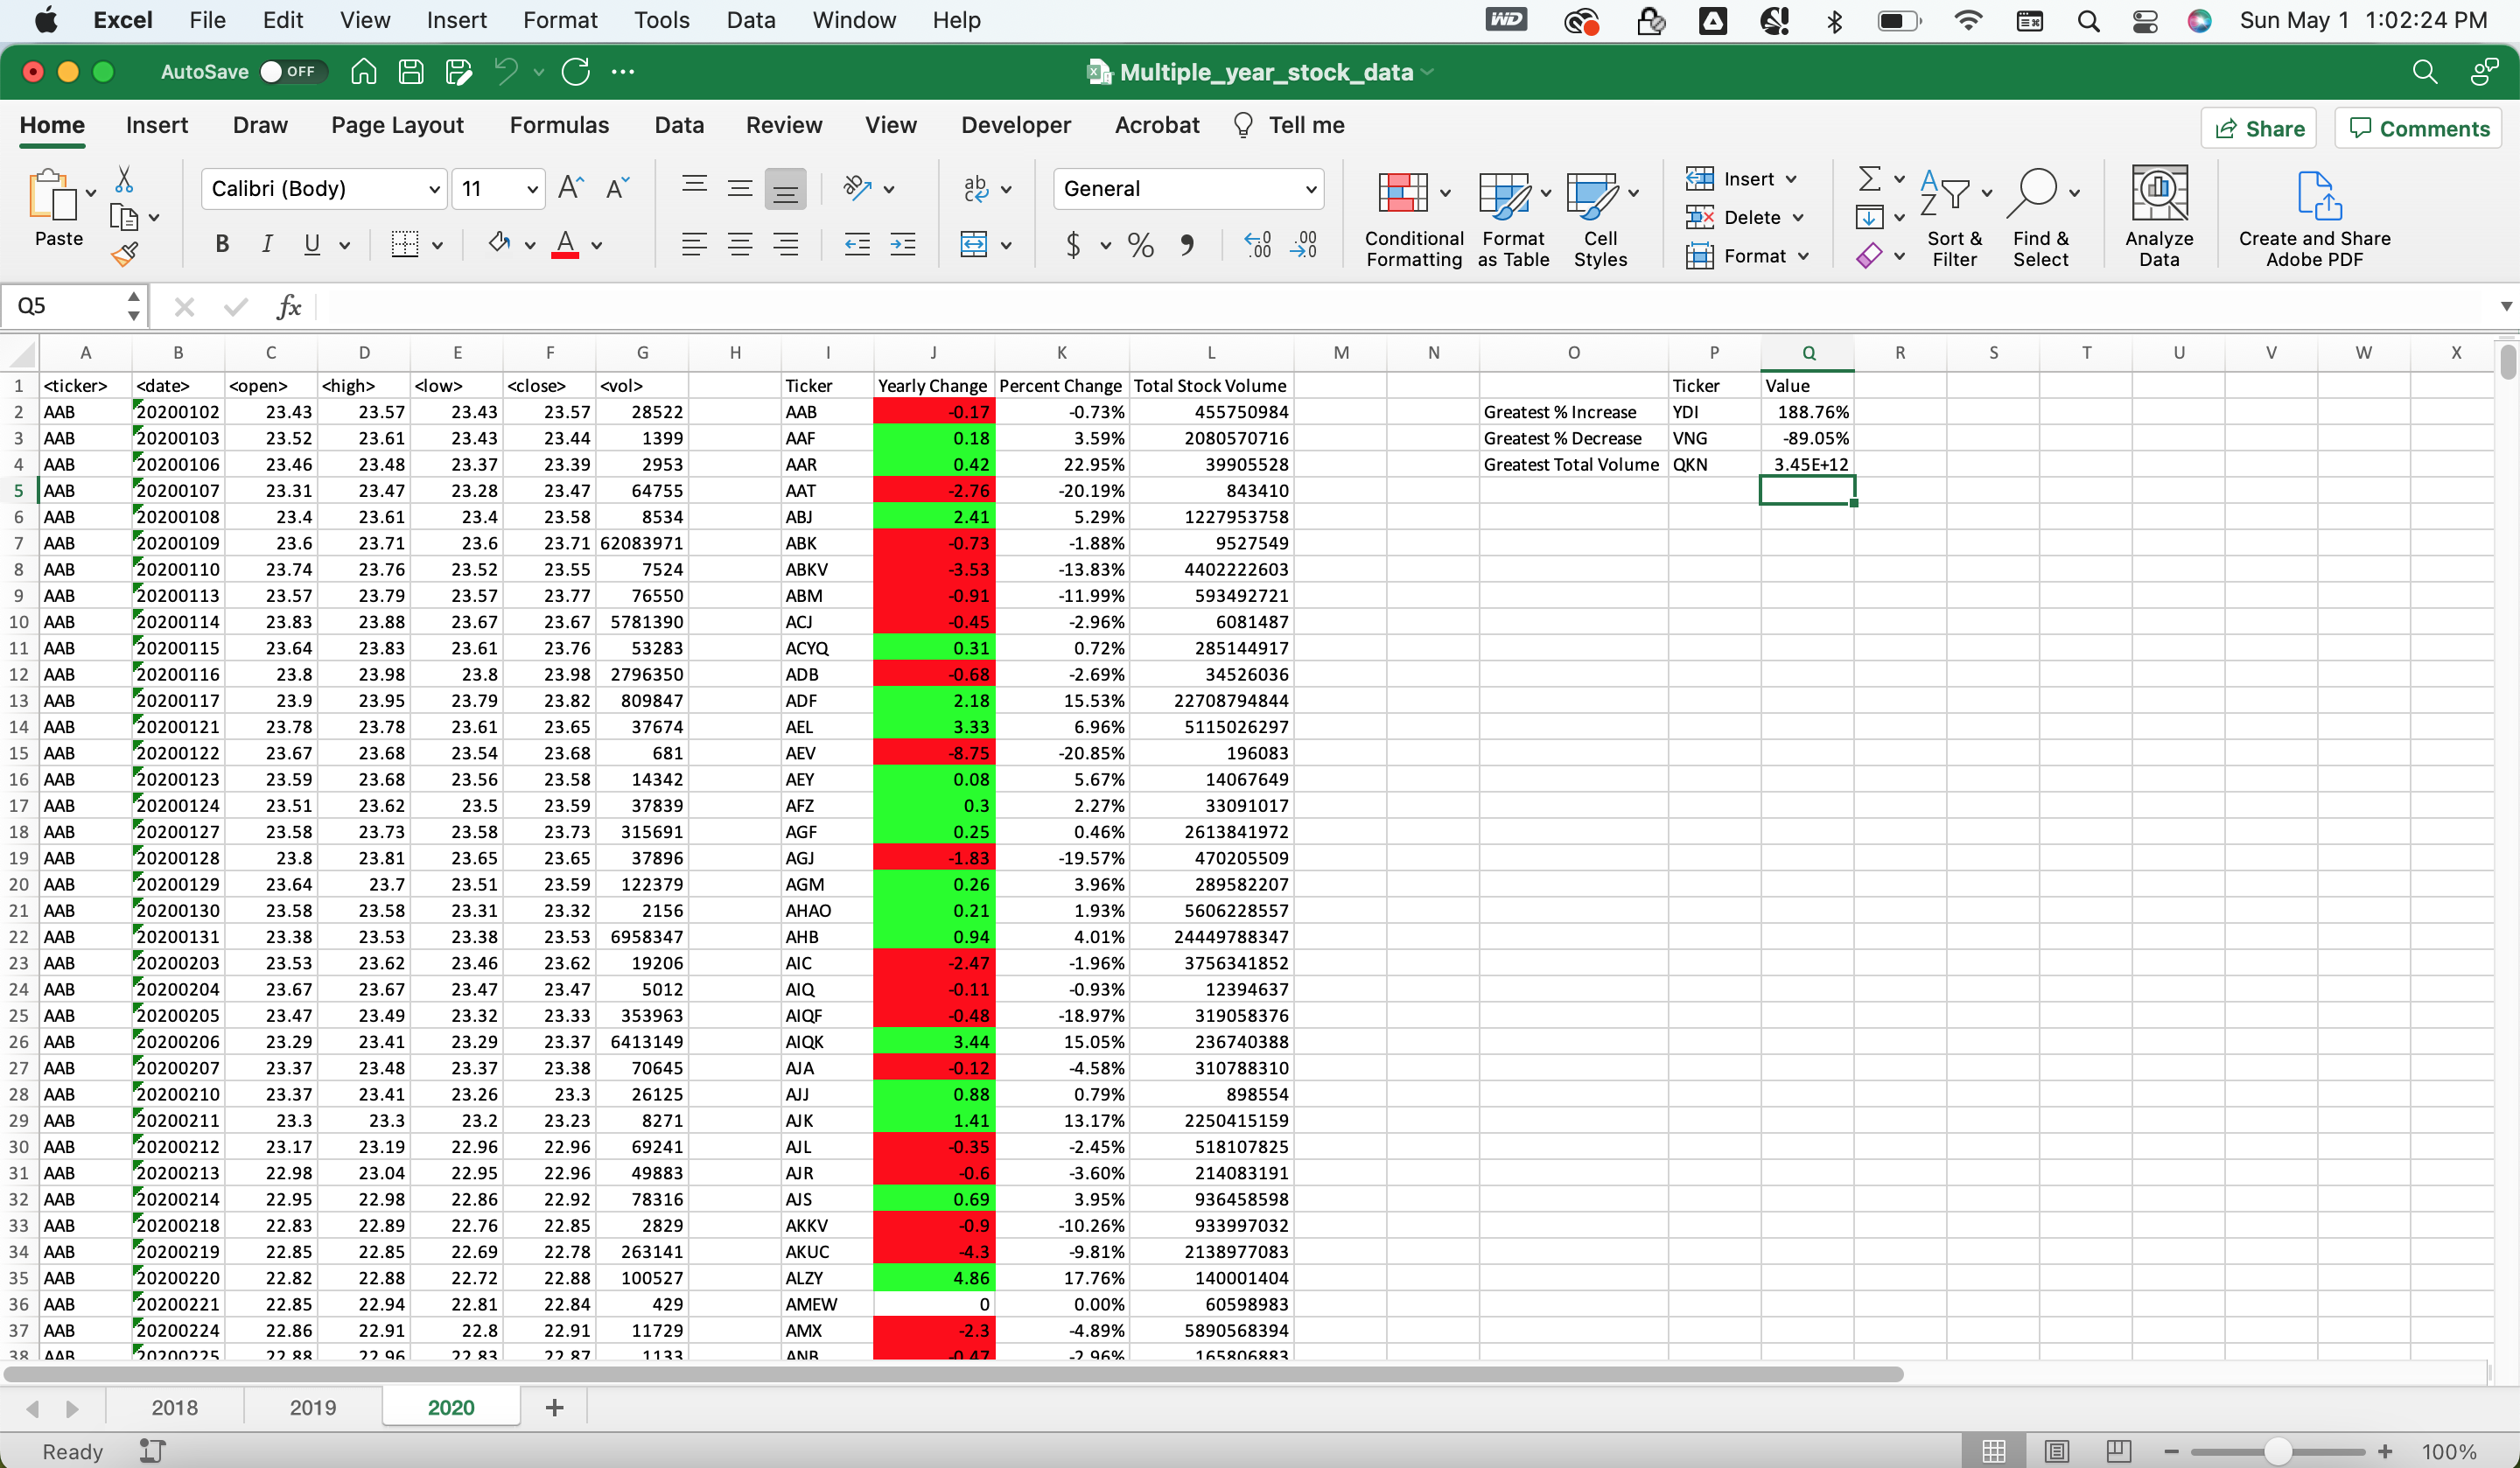 Excel File Edit View Insert Format Tools Data Window Help WD Sun May 1 1:02:24 PM
AutoSave OFF Multiple_year_stock_data
Home Insert Draw Page Layout Formulas Data Review View Developer Acrobat Tell me Share Comments
Paste Calibri (Body) 11 General Conditional Formatting Format as Table Cell Styles Insert Delete Format Sort & Filter Find & Select Analyze Data Create and Share Adobe PDF
Q5 fx
A B C D E F G H I J K L M N O P Q R S T U V W X
1 <ticker> <date> <open> <high> <low> <close> <vol> Ticker Yearly Change Percent Change Total Stock Volume Ticker Value
2 AAB 20200102 23.43 23.57 23.43 23.57 28522 AAB -0.17 -0.73% 455750984 Greatest % Increase YDI 188.76%
3 AAB 20200103 23.52 23.61 23.43 23.44 1399 AAF 0.18 3.59% 2080570716 Greatest % Decrease VNG -89.05%
4 AAB 20200106 23.46 23.48 23.37 23.39 2953 AAR 0.42 22.95% 39905528 Greatest Total Volume QKN 3.45E+12
5 AAB 20200107 23.31 23.47 23.28 23.47 64755 AAT -2.76 -20.19% 843410
6 AAB 20200108 23.4 23.61 23.4 23.58 8534 ABJ 2.41 5.29% 1227953758
7 AAB 20200109 23.6 23.71 23.6 23.71 62083971 ABK -0.73 -1.88% 9527549
8 AAB 20200110 23.74 23.76 23.52 23.55 7524 ABKV -3.53 -13.83% 4402222603
9 AAB 20200113 23.57 23.79 23.57 23.77 76550 ABM -0.91 -11.99% 593492721
10 AAB 20200114 23.83 23.88 23.67 23.67 5781390 ACJ -0.45 -2.96% 6081487
11 AAB 20200115 23.64 23.83 23.61 23.76 53283 ACYQ 0.31 0.72% 285144917
12 AAB 20200116 23.8 23.98 23.8 23.98 2796350 ADB -0.68 -2.69% 34526036
13 AAB 20200117 23.9 23.95 23.79 23.82 809847 ADF 2.18 15.53% 22708794844
14 AAB 20200121 23.78 23.78 23.61 23.65 37674 AEL 3.33 6.96% 5115026297
15 AAB 20200122 23.67 23.68 23.54 23.68 681 AEV -8.75 -20.85% 196083
16 AAB 20200123 23.59 23.68 23.56 23.58 14342 AEY 0.08 5.67% 14067649
17 AAB 20200124 23.51 23.62 23.5 23.59 37839 AFZ 0.3 2.27% 33091017
18 AAB 20200127 23.58 23.73 23.58 23.73 315691 AGF 0.25 0.46% 2613841972
19 AAB 20200128 23.8 23.81 23.65 23.65 37896 AGJ -1.83 -19.57% 470205509
20 AAB 20200129 23.64 23.7 23.51 23.59 122379 AGM 0.26 3.96% 289582207
21 AAB 20200130 23.58 23.58 23.31 23.32 2156 AHAO 0.21 1.93% 5606228557
22 AAB 20200131 23.38 23.53 23.38 23.53 6958347 AHB 0.94 4.01% 24449788347
23 AAB 20200203 23.53 23.62 23.46 23.62 19206 AIC -2.47 -1.96% 3756341852
24 AAB 20200204 23.67 23.67 23.47 23.47 5012 AIQ -0.11 -0.93% 12394637
25 AAB 20200205 23.47 23.49 23.32 23.33 353963 AIQF -0.48 -18.97% 319058376
26 AAB 20200206 23.29 23.41 23.29 23.37 6413149 AIQK 3.44 15.05% 236740388
27 AAB 20200207 23.37 23.48 23.37 23.38 70645 AJA -0.12 -4.58% 310788310
28 AAB 20200210 23.37 23.41 23.26 23.3 26125 AJJ 0.88 0.79% 898554
29 AAB 20200211 23.3 23.3 23.2 23.23 8271 AJK 1.41 13.17% 2250415159
30 AAB 20200212 23.17 23.19 22.96 22.96 69241 AJL -0.35 -2.45% 518107825
31 AAB 20200213 22.98 23.04 22.95 22.96 49883 AJR -0.6 -3.60% 214083191
32 AAB 20200214 22.95 22.98 22.86 22.92 78316 AJS 0.69 3.95% 936458598
33 AAB 20200218 22.83 22.89 22.76 22.85 2829 AKKV -0.9 -10.26% 933997032
34 AAB 20200219 22.85 22.85 22.69 22.78 263141 AKUC -4.3 -9.81% 2138977083
35 AAB 20200220 22.82 22.88 22.72 22.88 100527 ALZY 4.86 17.76% 140001404
36 AAB 20200221 22.85 22.94 22.81 22.84 429 AMEW 0 0.00% 60598983
37 AAB 20200224 22.86 22.91 22.8 22.91 11729 AMX -2.3 -4.89% 5890568394
38 AAB 20200225 22.88 22.96 22.83 22.87 1133 ANB -0.47 -2.96% 165806883
2018 2019 2020
Ready 100%